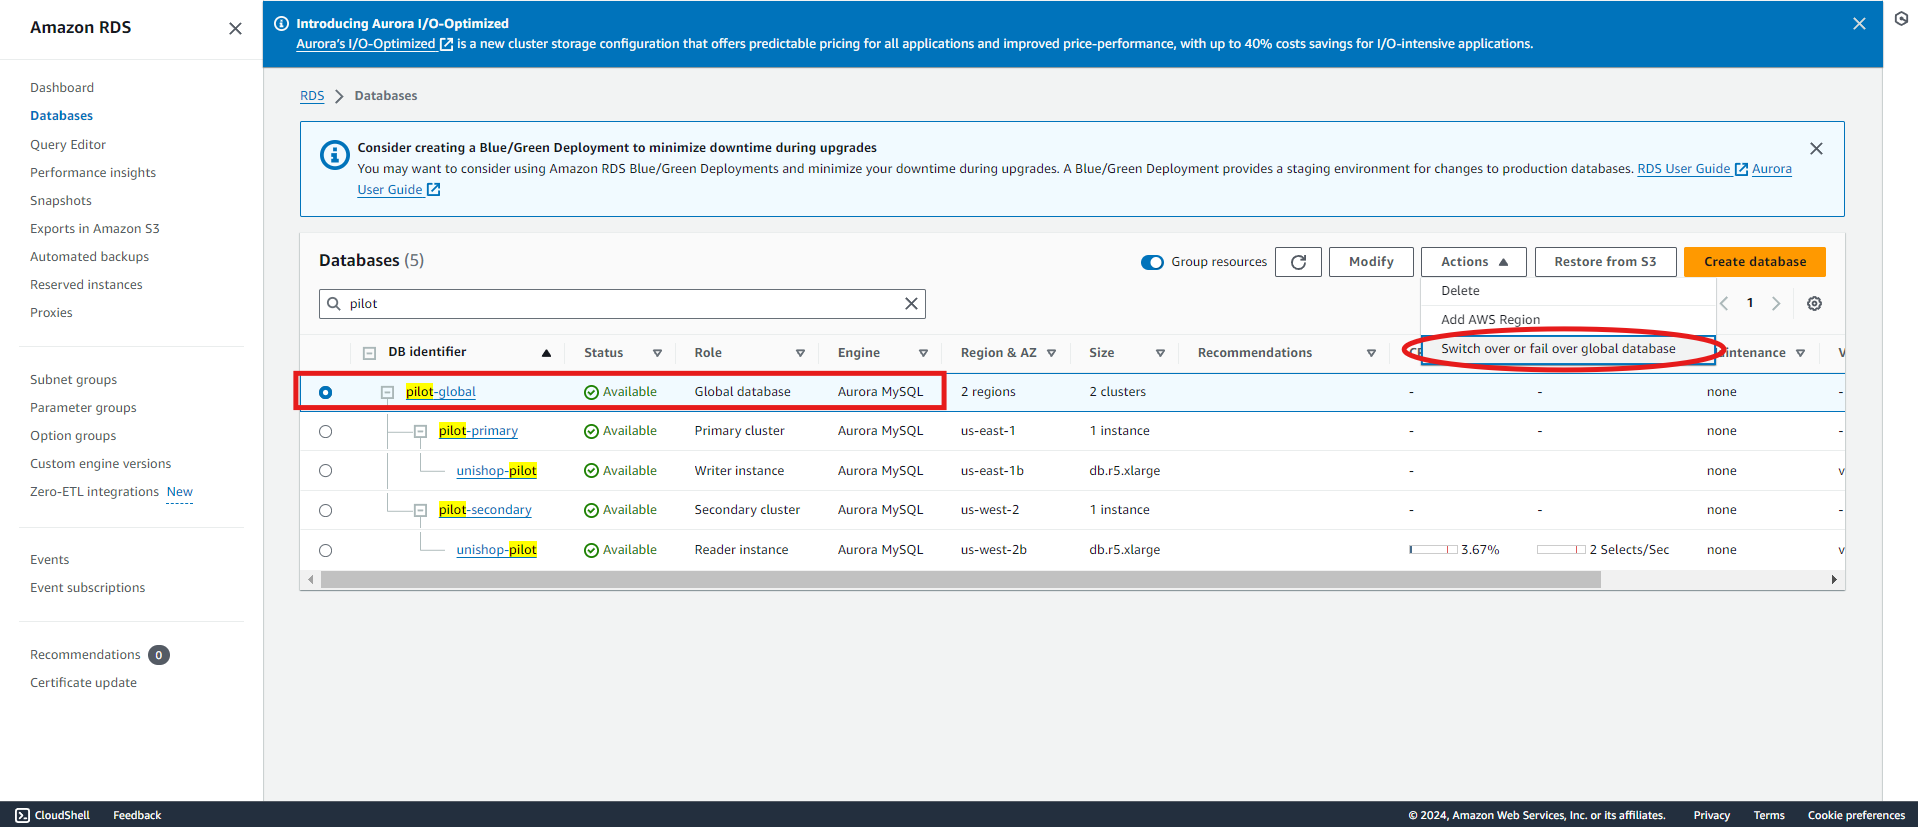 Amazon RDS
Introducing Aurora I/O-Optimized
Aurora's I/O-Optimized is a new cluster storage configuration that offers predictable pricing for all applications and improved price-performance, with up to 40% costs savings for I/O-intensive applications.
Dashboard
Databases
Query Editor
Performance insights
Snapshots
Exports in Amazon S3
Automated backups
Reserved instances
Proxies
Subnet groups
Parameter groups
Option groups
Custom engine versions
Zero-ETL integrations New
Events
Event subscriptions
Recommendations 0
Certificate update
RDS > Databases
Consider creating a Blue/Green Deployment to minimize downtime during upgrades
You may want to consider using Amazon RDS Blue/Green Deployments and minimize your downtime during upgrades. A Blue/Green Deployment provides a staging environment for changes to production databases. RDS User Guide Aurora
User Guide
Databases (5)
Group resources
Modify
Actions
Restore from S3
Create database
pilot
Delete
Add AWS Region
Switch over or fail over global database
1
DB identifier Status Role Engine Region & AZ Size Recommendations intenance
pilot-global Available Global database Aurora MySQL 2 regions 2 clusters - - none -
pilot-primary Available Primary cluster Aurora MySQL us-east-1 1 instance - - none -
unishop-pilot Available Writer instance Aurora MySQL us-east-1b db.r5.xlarge - none v
pilot-secondary Available Secondary cluster Aurora MySQL us-west-2 1 instance - - none -
unishop-pilot Available Reader instance Aurora MySQL us-west-2b db.r5.xlarge 3.67% 2 Selects/Sec none v
CloudShell Feedback © 2024, Amazon Web Services, Inc. or its affiliates. Privacy Terms Cookie preferences